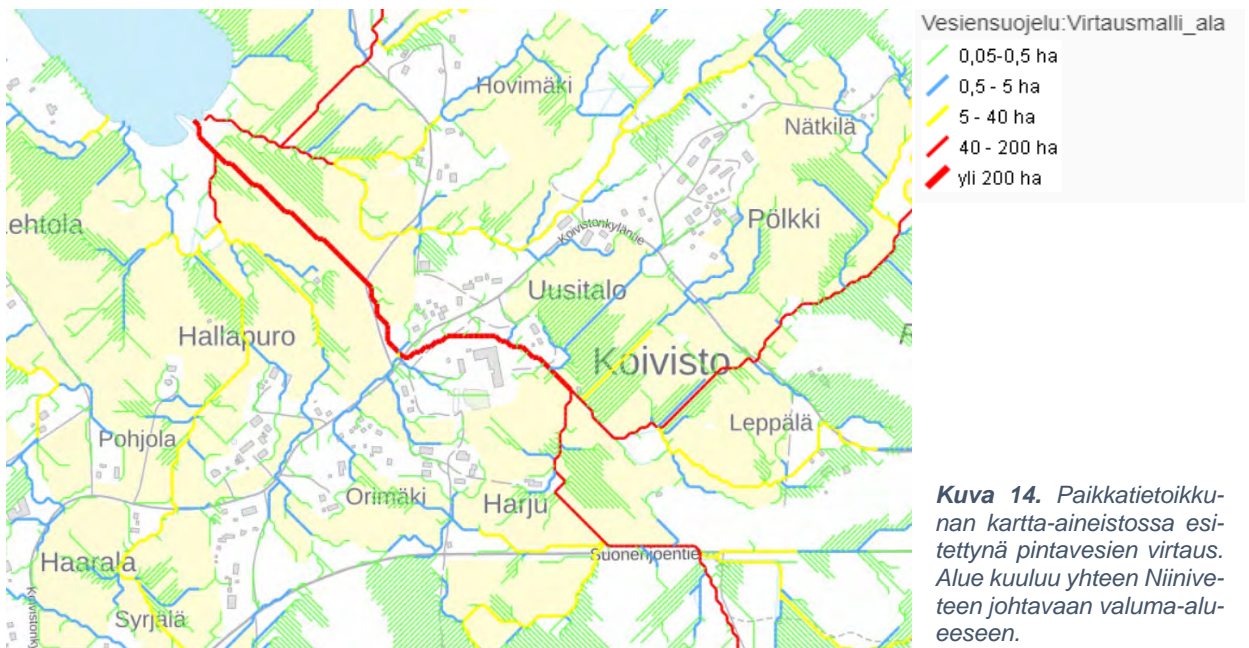 Vesiensuojelu:Virtausmalli_ala
0,05-0,5 ha
0,5 - 5 ha
5 - 40 ha
40 - 200 ha
yli 200 ha
Hovimäki
Nätkilä
Pölkki
ehtola
Koivistonkyläntie
Uusitalo
Hallapuro
Koivisto
Leppälä
Pohjola
Orimäki
Harju
Suonenjoentie
Haarala
Syrjälä
Kuva 14. Paikkatietoikku-
nan kartta-aineistossa esi-
tettynä pintavesien virtaus.
Alue kuuluu yhteen Niinive-
teen johtavaan valuma-alu-
eeseen.